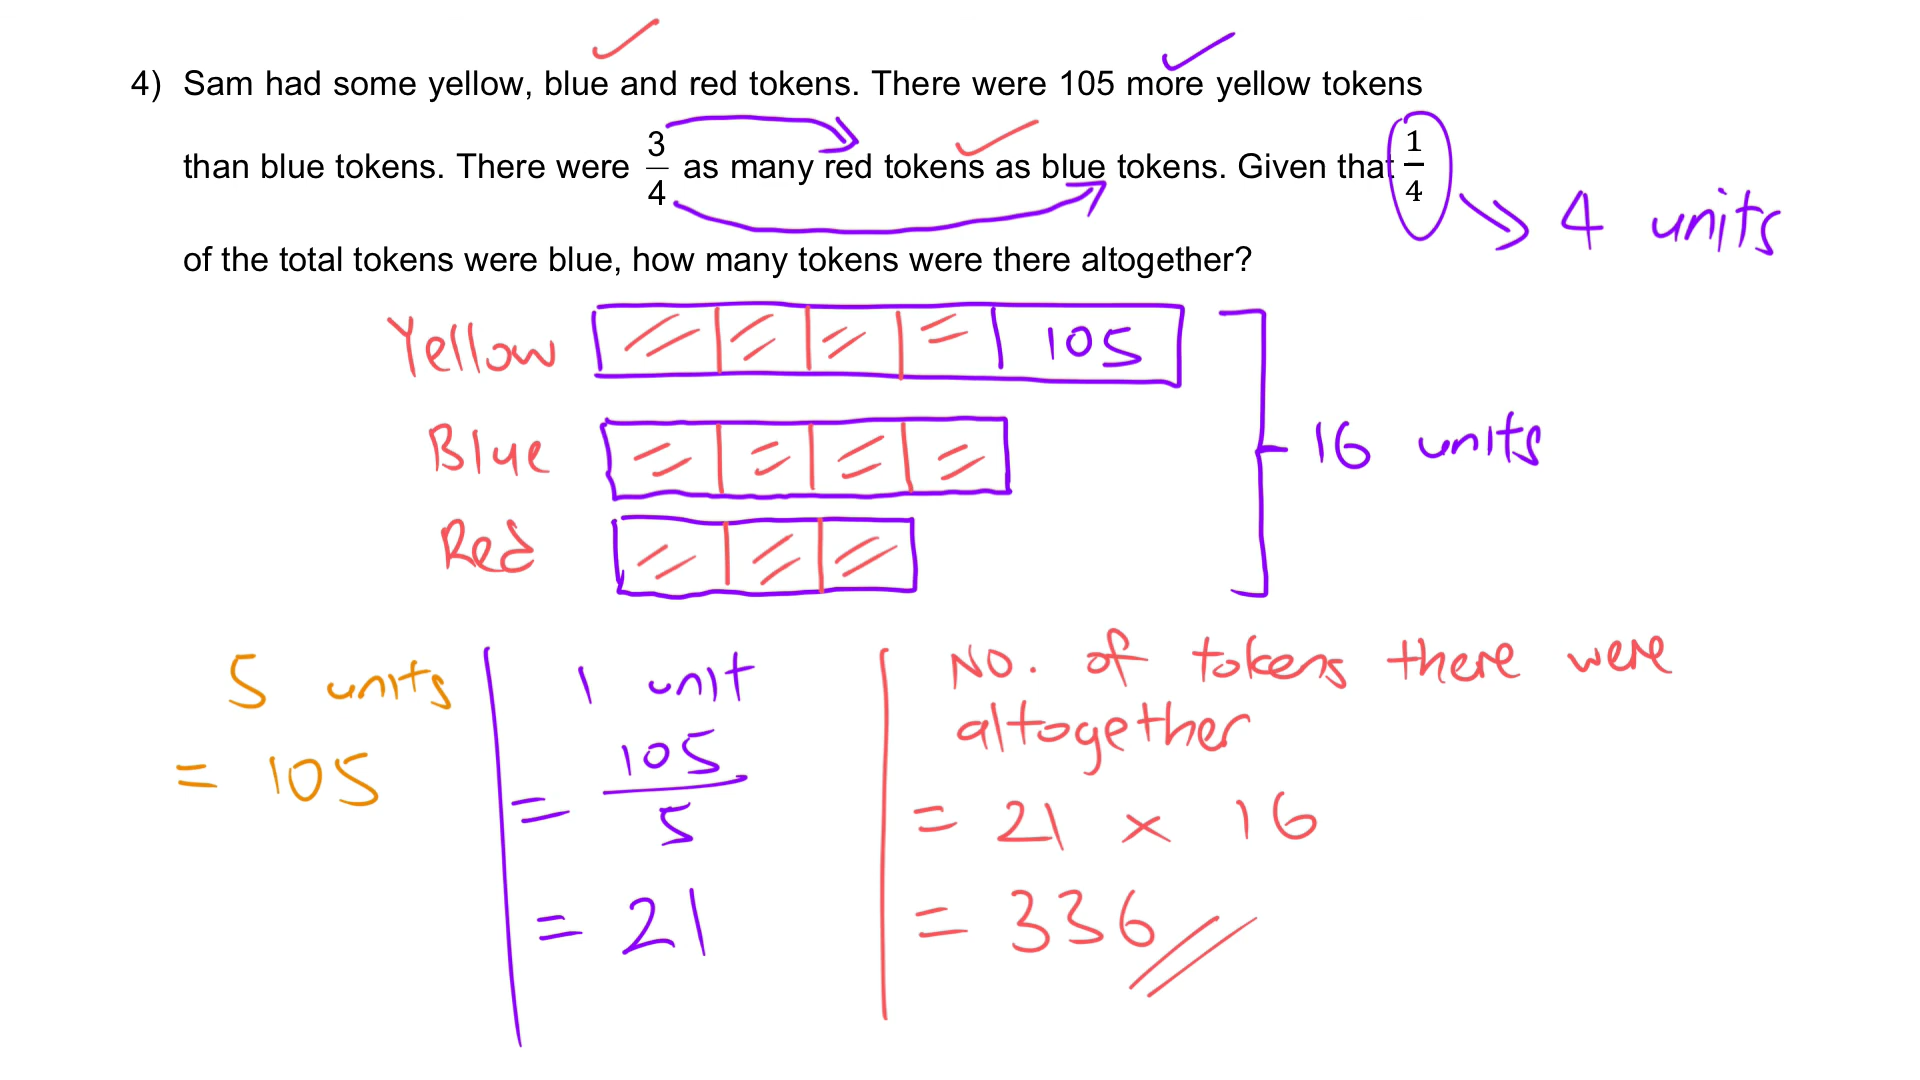 4) Sam had some yellow, blue and red tokens. There were 105 more yellow tokens
than blue tokens. There were 3/4 as many red tokens as blue tokens. Given that 1/4
4 units
of the total tokens were blue, how many tokens were there altogether?
Yellow 105
Blue 16 units
Red
5 units
= 105
1 unit
= 105/5
= 21
No. of tokens there were
altogether
= 21 × 16
= 336